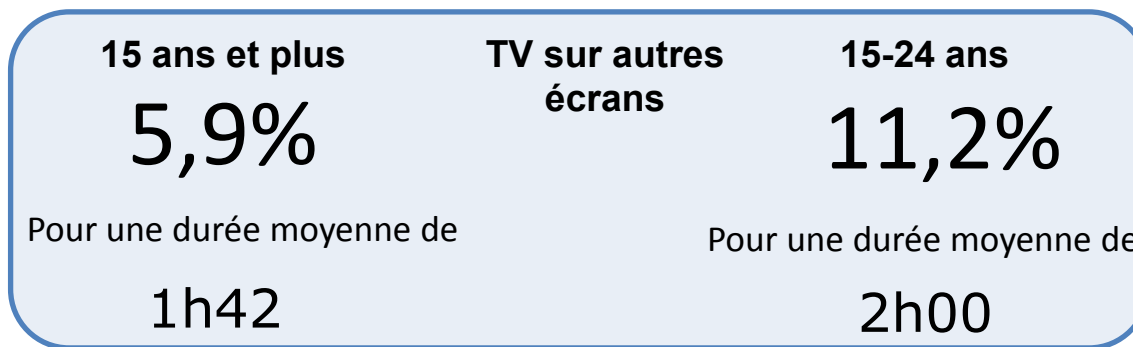 15 ans et plus
5,9%
Pour une durée moyenne de
1h42
TV sur autres
écrans
15-24 ans
11,2%
Pour une durée moyenne de
2h00